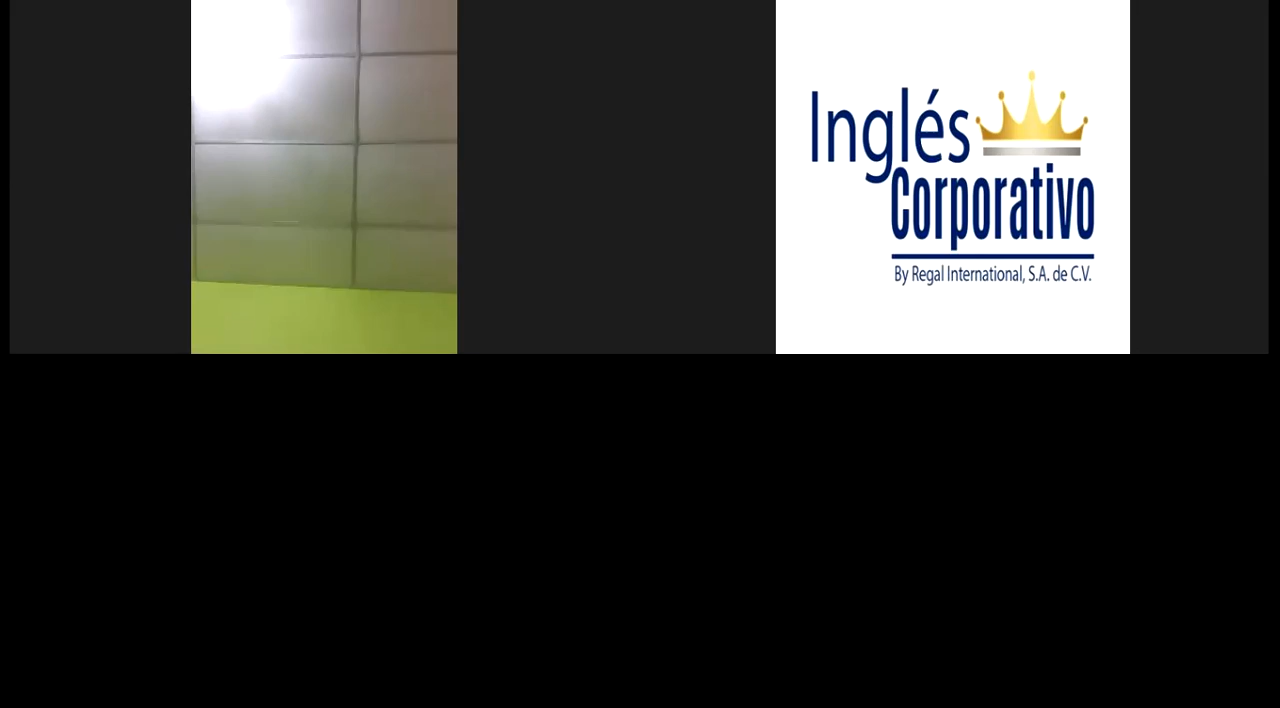 Inglés
Corporativo
By Regal International, S.A. de C.V.